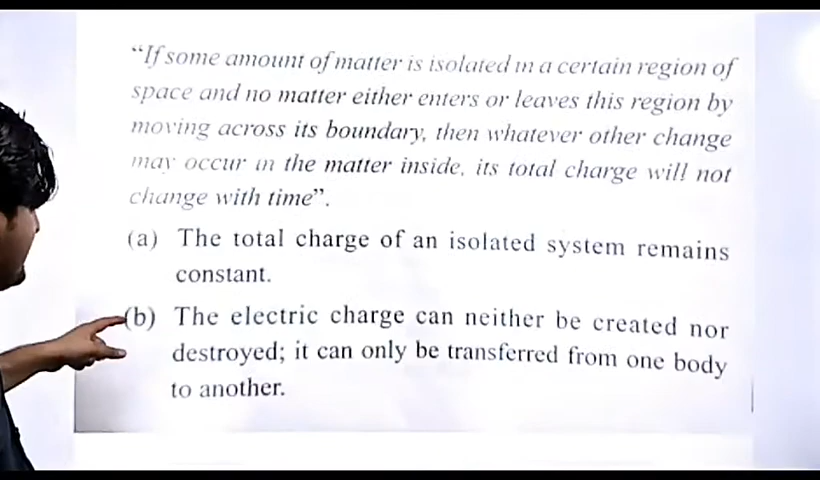 “If some amount of matter is isolated in a certain region of
space and no matter either enters or leaves this region by
moving across its boundary, then whatever other change
may occur in the matter inside, its total charge will not
change with time”.
(a) The total charge of an isolated system remains
constant.
(b) The electric charge can neither be created nor
destroyed; it can only be transferred from one body
to another.